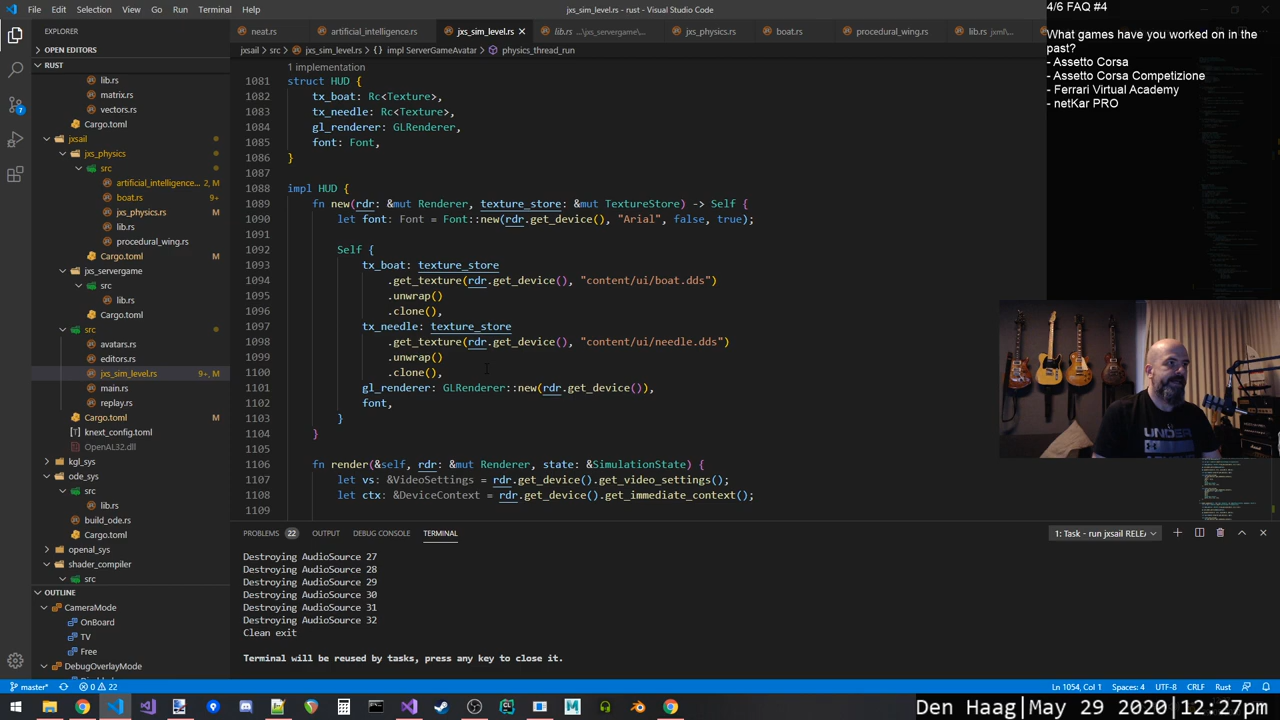 File Edit Selection View Go Run Terminal Help
jxs_sim_level.rs - rust - Visual Studio Code
4/6 FAQ #4
What games have you worked on in the
past?
- Assetto Corsa
- Assetto Corsa Competizione
- Ferrari Virtual Academy
- netKar PRO
EXPLORER
OPEN EDITORS
RUST
lib.rs
matrix.rs
vectors.rs
Cargo.toml
jxsail
jxs_physics
src
artificial_intelligence... 2, M
boat.rs 9+
jxs_physics.rs M
lib.rs
procedural_wing.rs
Cargo.toml M
jxs_servergame
src
lib.rs
Cargo.toml
src
avatars.rs
editors.rs
jxs_sim_level.rs 9+, M
main.rs
replay.rs
Cargo.toml M
knext_config.toml
OpenAL32.dll
kgl_sys
ode_sys
src
lib.rs
build_ode.rs
Cargo.toml
openal_sys
shader_compiler
src
OUTLINE
CameraMode
OnBoard
TV
Free
DebugOverlayMode
neat.rs artificial_intelligence.rs jxs_sim_level.rs lib.rs ...\jxs_servergame\... jxs_physics.rs boat.rs procedural_wing.rs
jxsail > src > jxs_sim_level.rs > {} impl ServerGameAvatar > physics_thread_run
1 implementation
1081 struct HUD {
1082 tx_boat: Rc<Texture>,
1083 tx_needle: Rc<Texture>,
1084 gl_renderer: GLRenderer,
1085 font: Font,
1086 }
1087
1088 impl HUD {
1089 fn new(rdr: &mut Renderer, texture_store: &mut TextureStore) -> Self {
1090 let font: Font = Font::new(rdr.get_device(), "Arial", false, true);
1091
1092 Self {
1093 tx_boat: texture_store
1094 .get_texture(rdr.get_device(), "content/ui/boat.dds")
1095 .unwrap()
1096 .clone(),
1097 tx_needle: texture_store
1098 .get_texture(rdr.get_device(), "content/ui/needle.dds")
1099 .unwrap()
1100 .clone(),
1101 gl_renderer: GLRenderer::new(rdr.get_device()),
1102 font,
1103 }
1104 }
1105
1106 fn render(&self, rdr: &mut Renderer, state: &SimulationState) {
1107 let vs: &VideoSettings = rdr.get_device().get_video_settings();
1108 let ctx: &DeviceContext = rdr.get_device().get_immediate_context();
1109
PROBLEMS 22 OUTPUT DEBUG CONSOLE TERMINAL
1: Task - run jxsail RELEA
Destroying AudioSource 27
Destroying AudioSource 28
Destroying AudioSource 29
Destroying AudioSource 30
Destroying AudioSource 31
Destroying AudioSource 32
Clean exit
Terminal will be reused by tasks, press any key to close it.
master* 0 22
Ln 1054, Col 1 Spaces: 4 UTF-8 CRLF Rust
Den Haag|May 29 2020|12:27pm